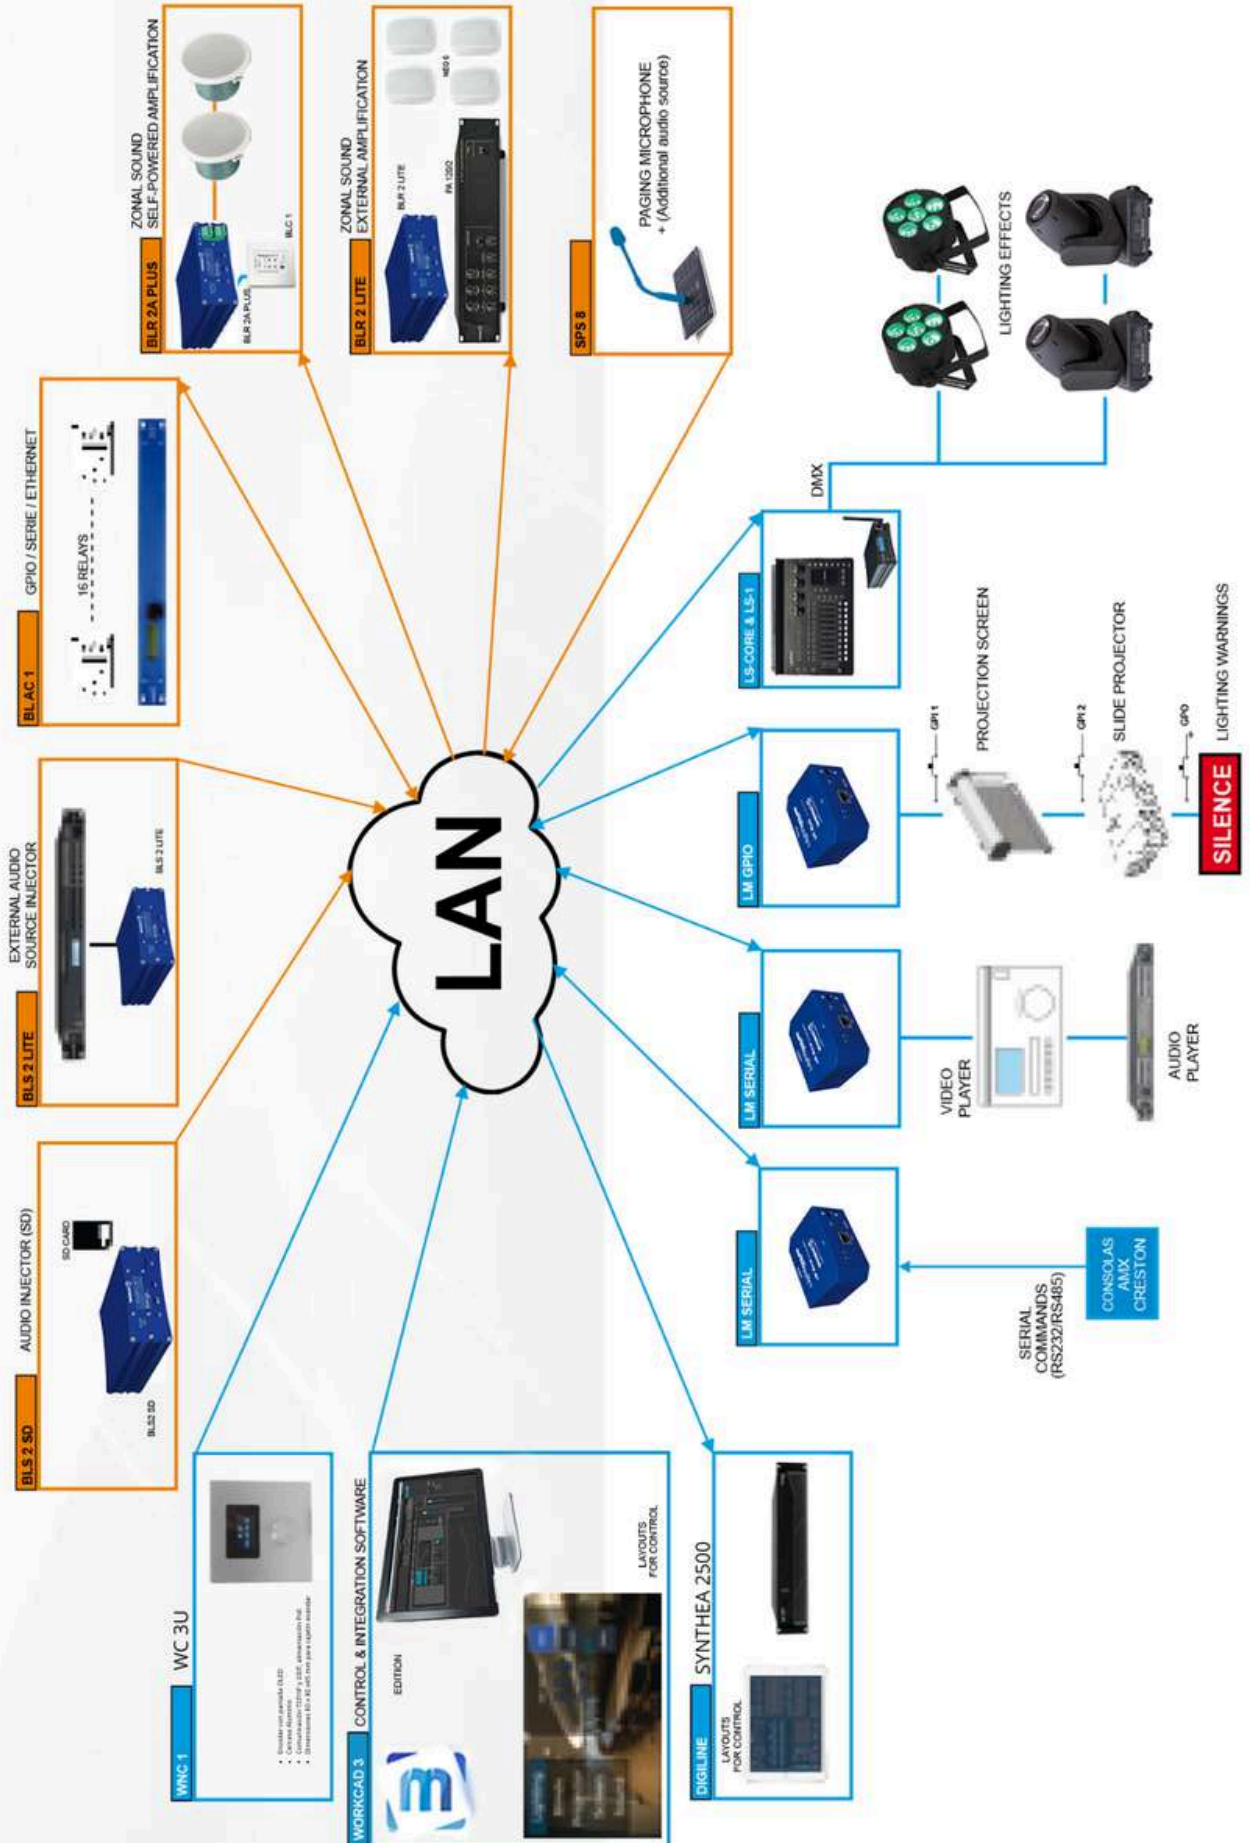 BLS 2 SD
AUDIO INJECTOR (SD)
SD CARD
BLS2 SD
BLS 2 LITE
EXTERNAL AUDIO
SOURCE INJECTOR
BLS 2 LITE
BL AC 1
GPIO / SERIE / ETHERNET
16 RELAYS
BLR 2A PLUS
ZONAL SOUND
SELF-POWERED AMPLIFICATION
BLR 2A PLUS
BLC 1
BLR 2 LITE
ZONAL SOUND
EXTERNAL AMPLIFICATION
BLR 2 LITE
PA 120/2
NEO 6
SPS 8
PAGING MICROPHONE
+ (Additional audio source)
WNC 1
WC 3U
WORKCAD 3
CONTROL & INTEGRATION SOFTWARE
EDITION
m
LAYOUTS
FOR CONTROL
DIGILINE
SYNTHEA 2500
LAYOUTS
FOR CONTROL
LAN
LM SERIAL
SERIAL
COMMANDS
(RS232/RS485)
CONSOLAS
AMX
CRESTON
LM SERIAL
VIDEO
PLAYER
AUDIO
PLAYER
LM GPIO
GPI 1
PROJECTION SCREEN
GPI 2
SLIDE PROJECTOR
GPO
LIGHTING WARNINGS
SILENCE
LS-CORE & LS-1
DMX
LIGHTING EFFECTS